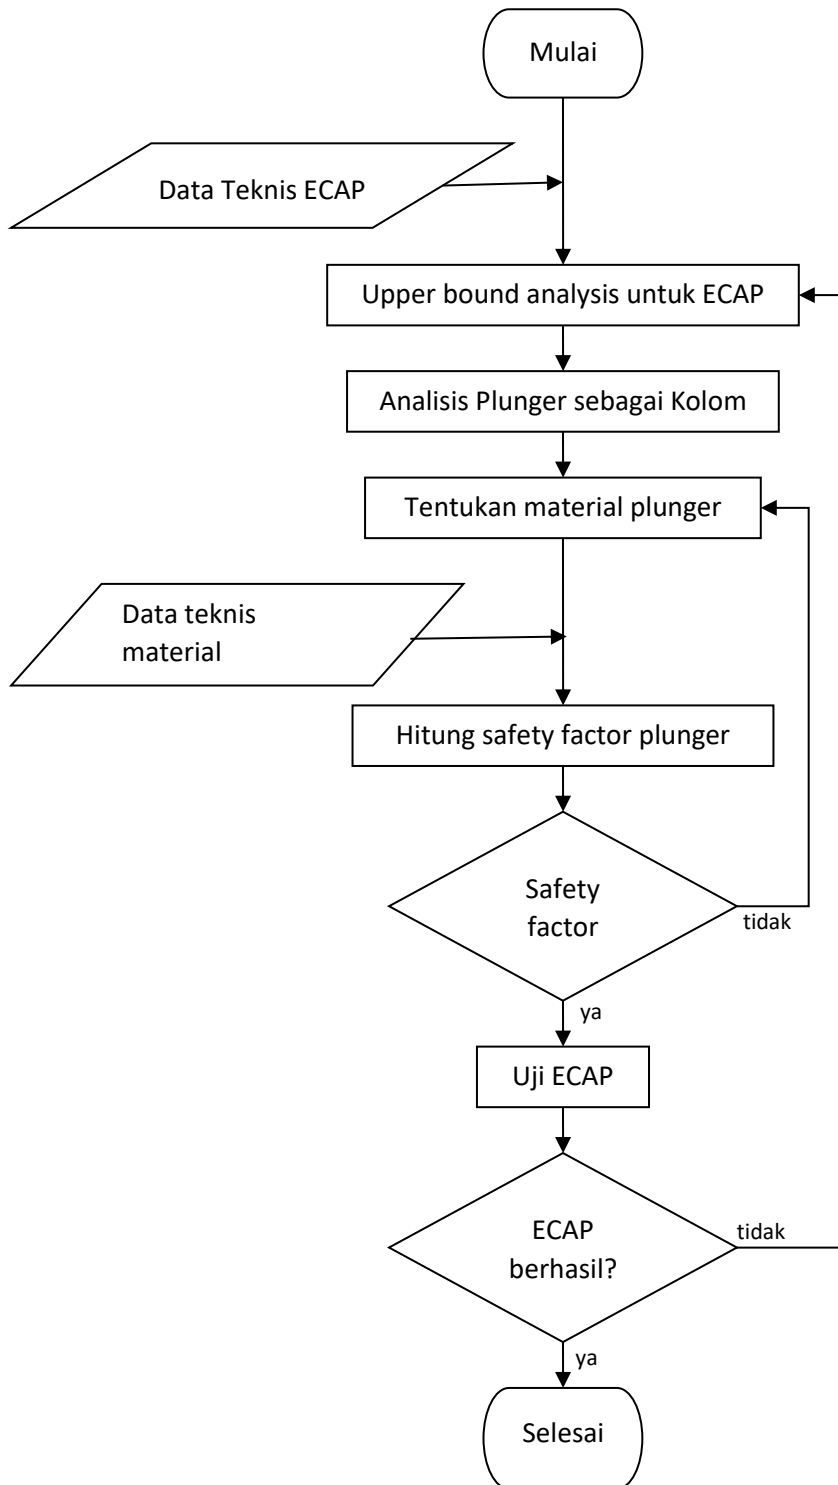 Mulai
Data Teknis ECAP
Upper bound analysis untuk ECAP
Analisis Plunger sebagai Kolom
Tentukan material plunger
Data teknis
material
Hitung safety factor plunger
Safety
factor
tidak
ya
Uji ECAP
ECAP
berhasil?
tidak
ya
Selesai